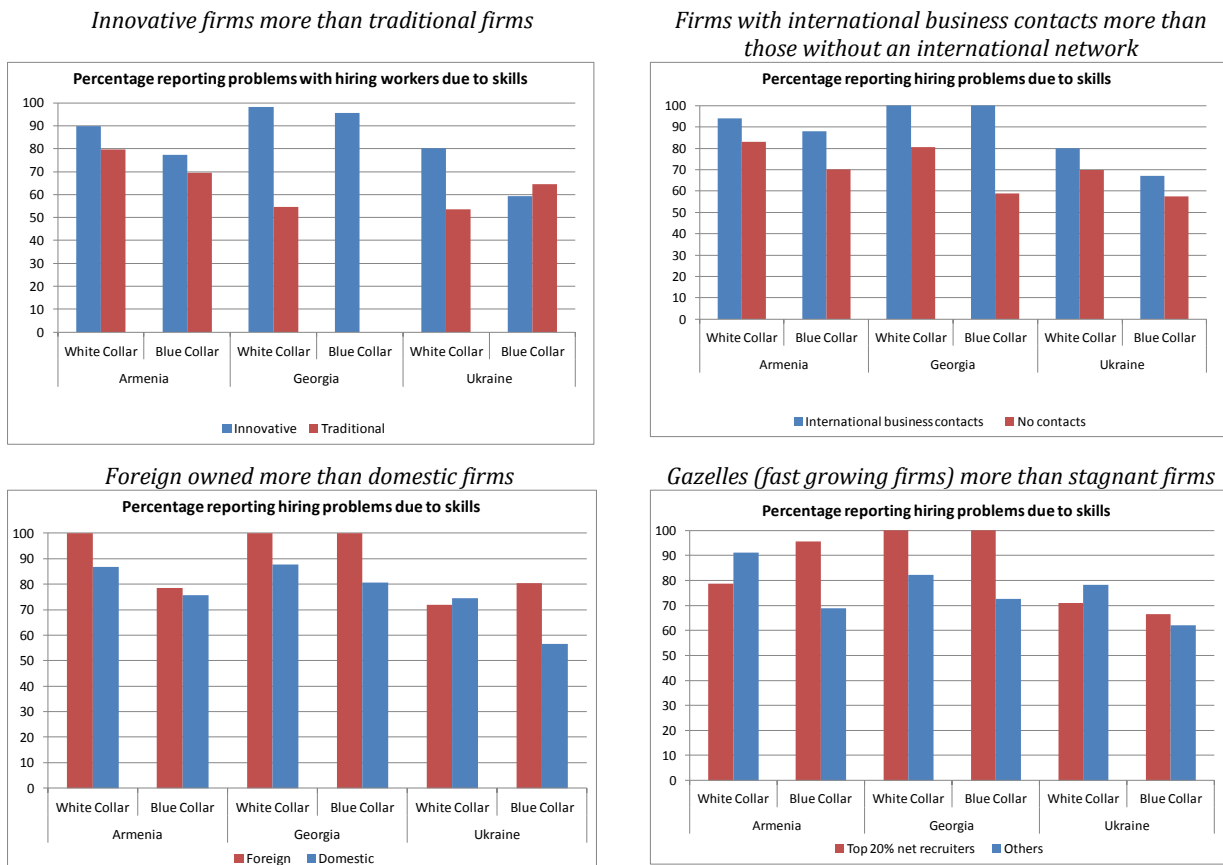 Innovative firms more than traditional firms
Percentage reporting problems with hiring workers due to skills
100
90
80
70
60
50
40
30
20
10
0
White Collar Blue Collar White Collar Blue Collar White Collar Blue Collar
Armenia Georgia Ukraine
Innovative Traditional
Firms with international business contacts more than
those without an international network
Percentage reporting hiring problems due to skills
100
90
80
70
60
50
40
30
20
10
0
White Collar Blue Collar White Collar Blue Collar White Collar Blue Collar
Armenia Georgia Ukraine
International business contacts No contacts
Foreign owned more than domestic firms
Percentage reporting hiring problems due to skills
100
90
80
70
60
50
40
30
20
10
0
White Collar Blue Collar White Collar Blue Collar White Collar Blue Collar
Armenia Georgia Ukraine
Foreign Domestic
Gazelles (fast growing firms) more than stagnant firms
Percentage reporting hiring problems due to skills
100
90
80
70
60
50
40
30
20
10
0
White Collar Blue Collar White Collar Blue Collar White Collar Blue Collar
Armenia Georgia Ukraine
Top 20% net recruiters Others